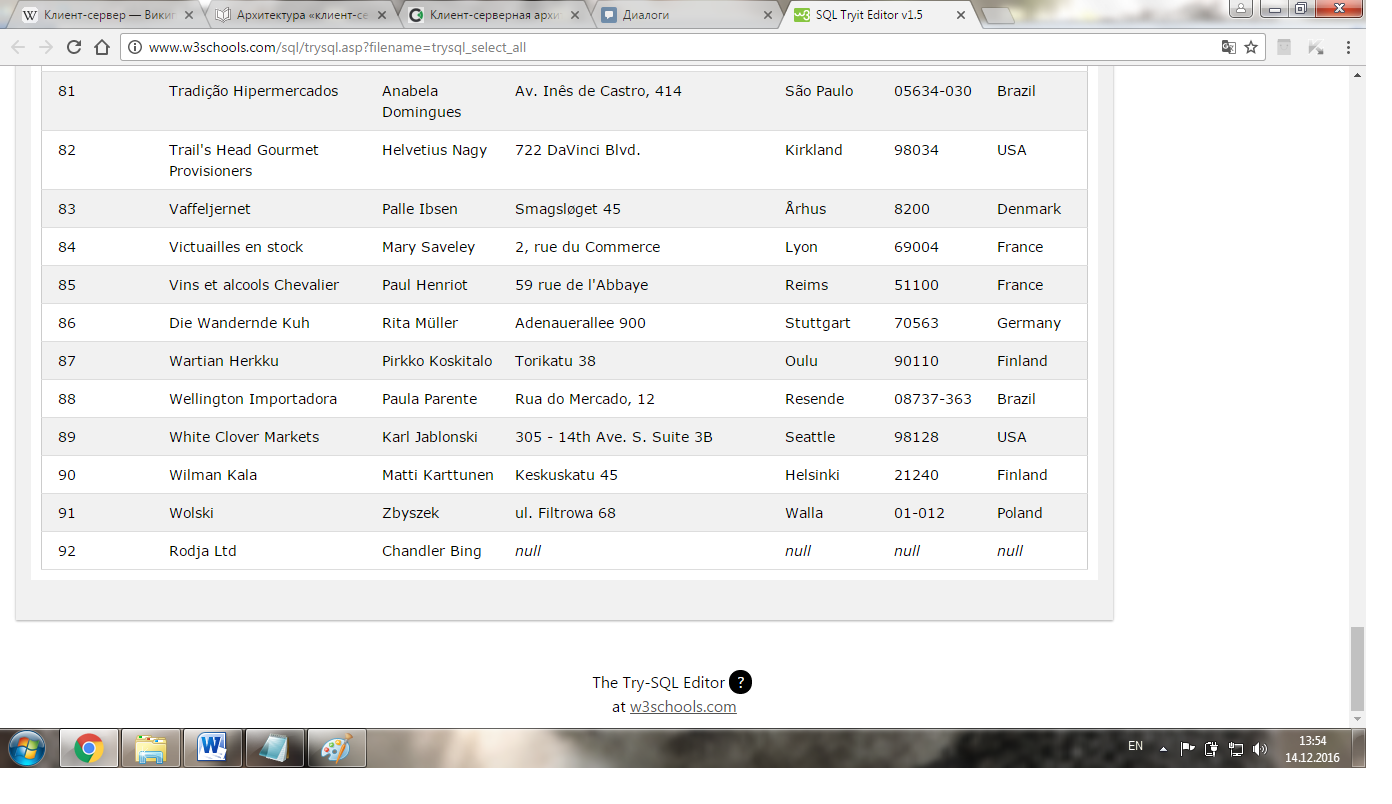 Клиент-сервер — Викиг
Архитектура «клиент-се
Клиент-серверная архи
Диалоги
SQL Tryit Editor v1.5
www.w3schools.com/sql/trysql.asp?filename=trysql_select_all
81 Tradição Hipermercados Anabela Domingues Av. Inês de Castro, 414 São Paulo 05634-030 Brazil
82 Trail's Head Gourmet Provisioners Helvetius Nagy 722 DaVinci Blvd. Kirkland 98034 USA
83 Vaffeljernet Palle Ibsen Smagsløget 45 Århus 8200 Denmark
84 Victuailles en stock Mary Saveley 2, rue du Commerce Lyon 69004 France
85 Vins et alcools Chevalier Paul Henriot 59 rue de l'Abbaye Reims 51100 France
86 Die Wandernde Kuh Rita Müller Adenauerallee 900 Stuttgart 70563 Germany
87 Wartian Herkku Pirkko Koskitalo Torikatu 38 Oulu 90110 Finland
88 Wellington Importadora Paula Parente Rua do Mercado, 12 Resende 08737-363 Brazil
89 White Clover Markets Karl Jablonski 305 - 14th Ave. S. Suite 3B Seattle 98128 USA
90 Wilman Kala Matti Karttunen Keskuskatu 45 Helsinki 21240 Finland
91 Wolski Zbyszek ul. Filtrowa 68 Walla 01-012 Poland
92 Rodja Ltd Chandler Bing null null null null
The Try-SQL Editor ?
at w3schools.com
EN
13:54
14.12.2016